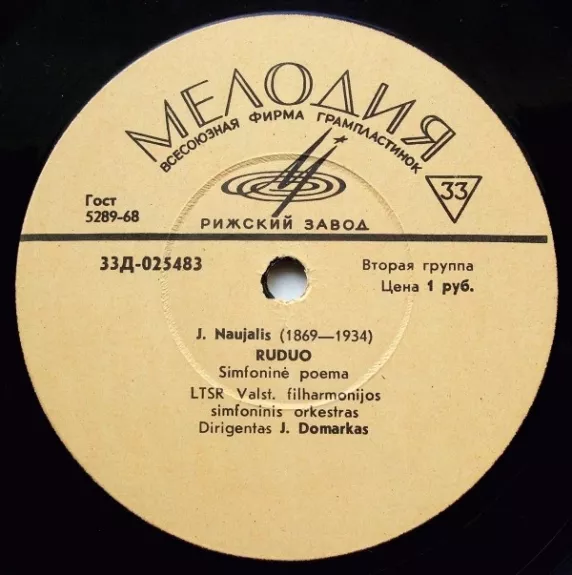 МЕЛОДИЯ
ВСЕСОЮЗНАЯ ФИРМА ГРАМПЛАСТИНОК
33
Гост
5289-68
РИЖСКИЙ ЗАВОД
33Д-025483
Вторая группа
Цена 1 руб.
J. Naujalis (1869—1934)
RUDUO
Simfoninė poema
LTSR Valst. filharmonijos
simfoninis orkestras
Dirigentas J. Domarkas